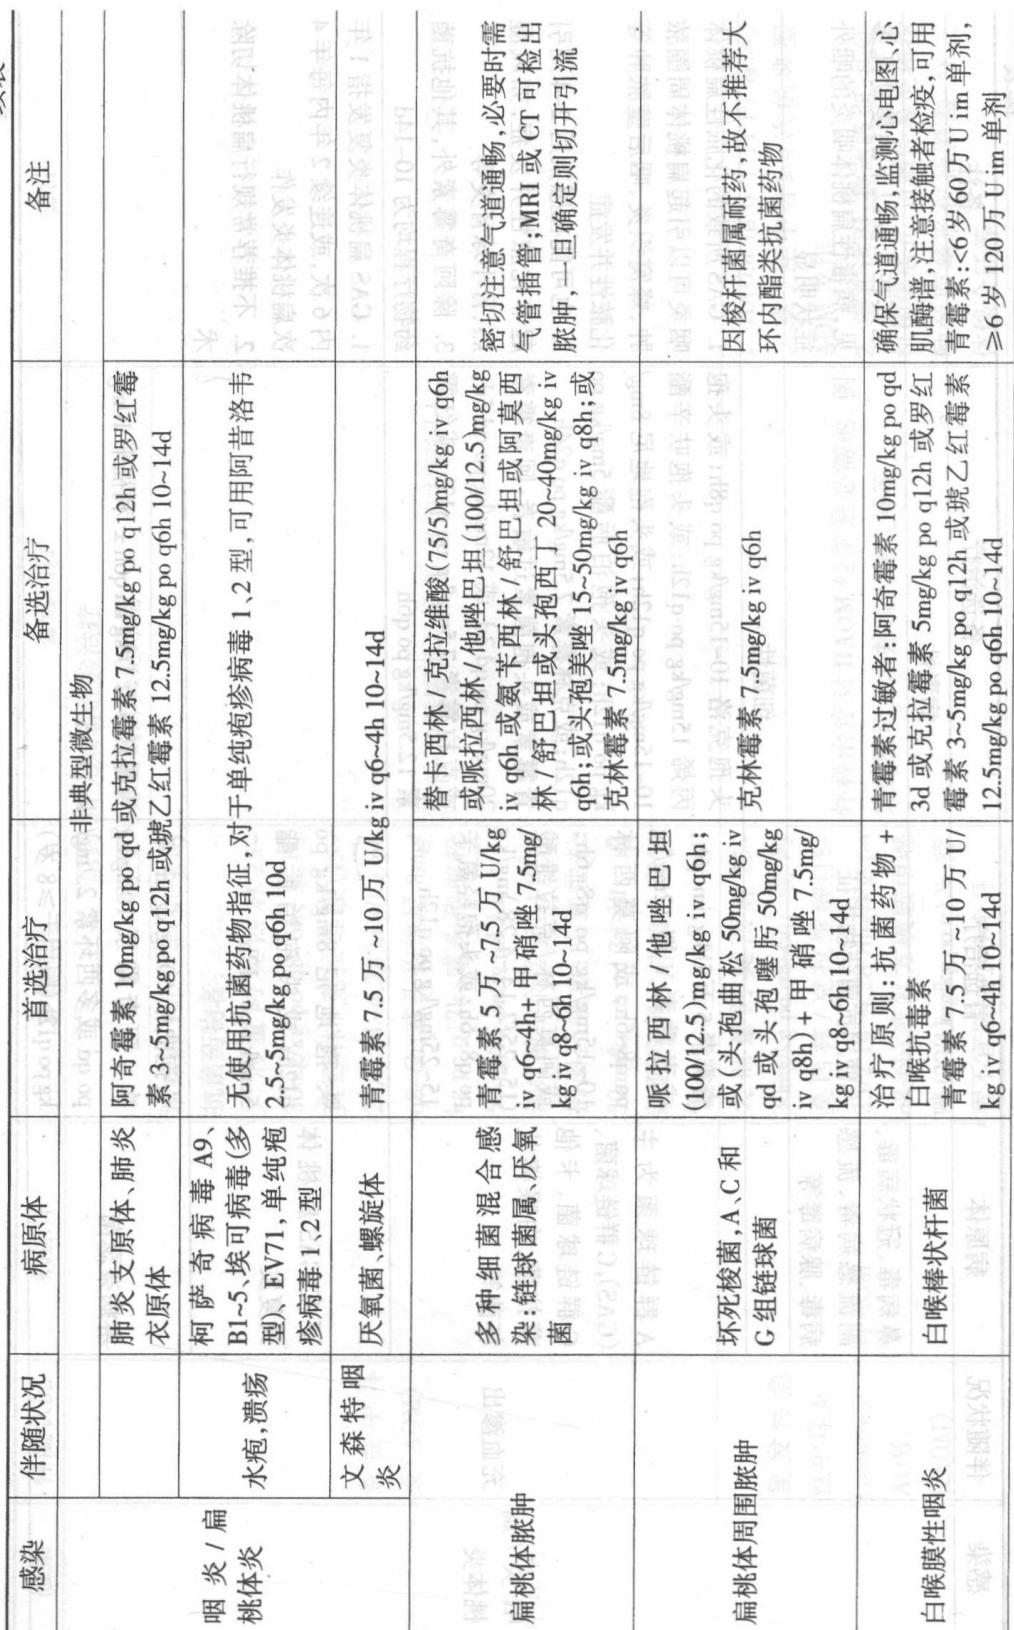 续表
感染 伴随状况 病原体 首选治疗 备选治疗 备注
咽炎/扁
桃体炎
非典型微生物
肺炎支原体、肺炎
衣原体
阿奇霉素 10mg/kg po qd 或克拉霉素 7.5mg/kg po q12h 或罗红霉
素 3~5mg/kg po q12h 或琥乙红霉素 12.5mg/kg po q6h 10~14d
水疱,溃疡
柯萨奇病毒 A9、
B1~5、埃可病毒(多
型)、EV71,单纯疱
疹病毒 1、2 型
无使用抗菌药物指征,对于单纯疱疹病毒 1、2 型,可用阿昔洛韦
2.5~5mg/kg po q6h 10d
文森特咽
炎
厌氧菌、螺旋体
青霉素 7.5 万~10 万 U/kg iv q6~4h 10~14d
扁桃体脓肿
多种细菌混合感
染:链球菌属、厌氧
菌
青霉素 5 万~7.5 万 U/kg
iv q6~4h+甲硝唑 7.5mg/
kg iv q8~6h 10~14d
替卡西林/克拉维酸(75/5)mg/kg iv q6h
或哌拉西林/他唑巴坦(100/12.5)mg/kg
iv q6h 或氨苄西林/舒巴坦或阿莫西
林/舒巴坦或头孢西丁 20~40mg/kg iv
q6h;或头孢美唑 15~50mg/kg iv q8h;或
克林霉素 7.5mg/kg iv q6h
密切注意气道通畅,必要时需
气管插管;MRI 或 CT 可检出
脓肿,一旦确定则切开引流
扁桃体周围脓肿
坏死梭菌,A、C 和
G 组链球菌
哌拉西林/他唑巴坦
(100/12.5)mg/kg iv q6h;
或(头孢曲松 50mg/kg iv
qd 或头孢噻肟 50mg/kg
iv q8h)+甲硝唑 7.5mg/
kg iv q8~6h 10~14d
克林霉素 7.5mg/kg iv q6h
因梭杆菌属耐药,故不推荐大
环内酯类抗菌药物
白喉膜性咽炎
白喉棒状杆菌
治疗原则:抗菌药物+
白喉抗毒素
青霉素 7.5 万~10 万 U/
kg iv q6~4h 10~14d
青霉素过敏者:阿奇霉素 10mg/kg po qd
3d 或克拉霉素 5mg/kg po q12h 或罗红
霉素 3~5mg/kg po q12h 或琥乙红霉素
12.5mg/kg po q6h 10~14d
确保气道通畅,监测心电图、心
肌酶谱,注意接触者检疫,可用
青霉素:<6岁 60 万 U im 单剂,
≥6 岁 120 万 U im 单剂